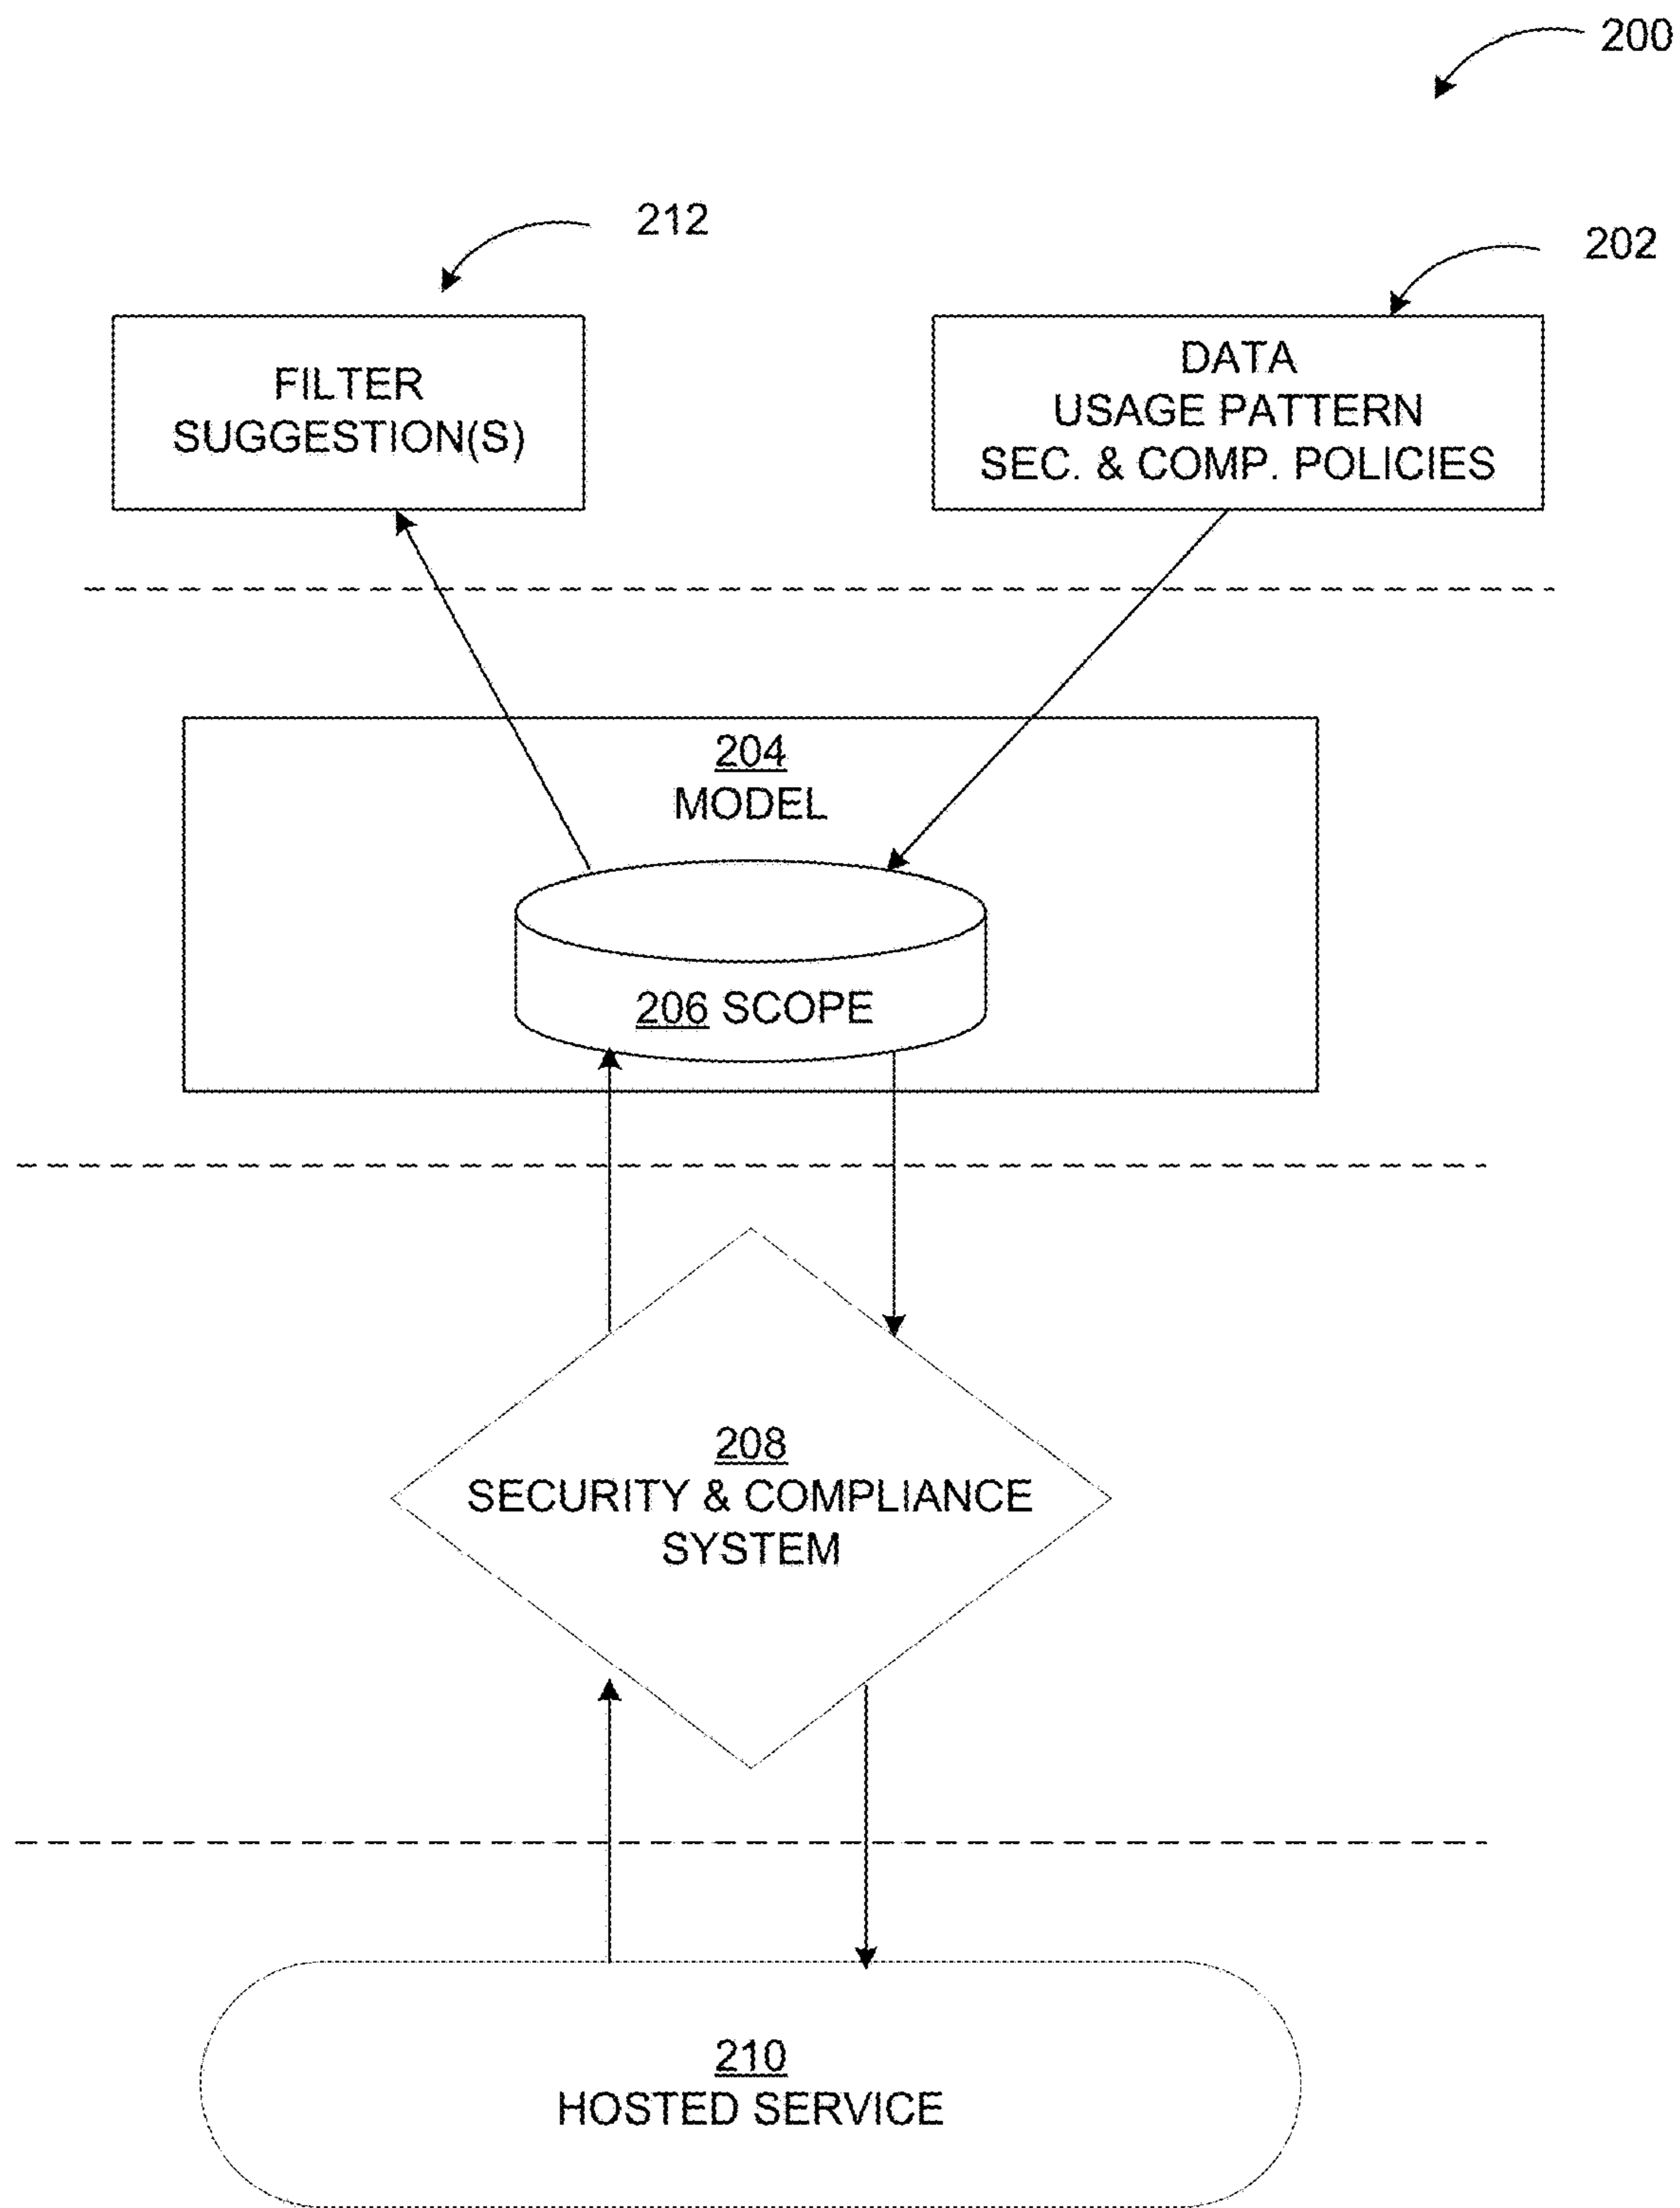 200
212
202
FILTER
SUGGESTION(S)
DATA
USAGE PATTERN
SEC. & COMP. POLICIES
204
MODEL
206 SCOPE
208
SECURITY & COMPLIANCE
SYSTEM
210
HOSTED SERVICE